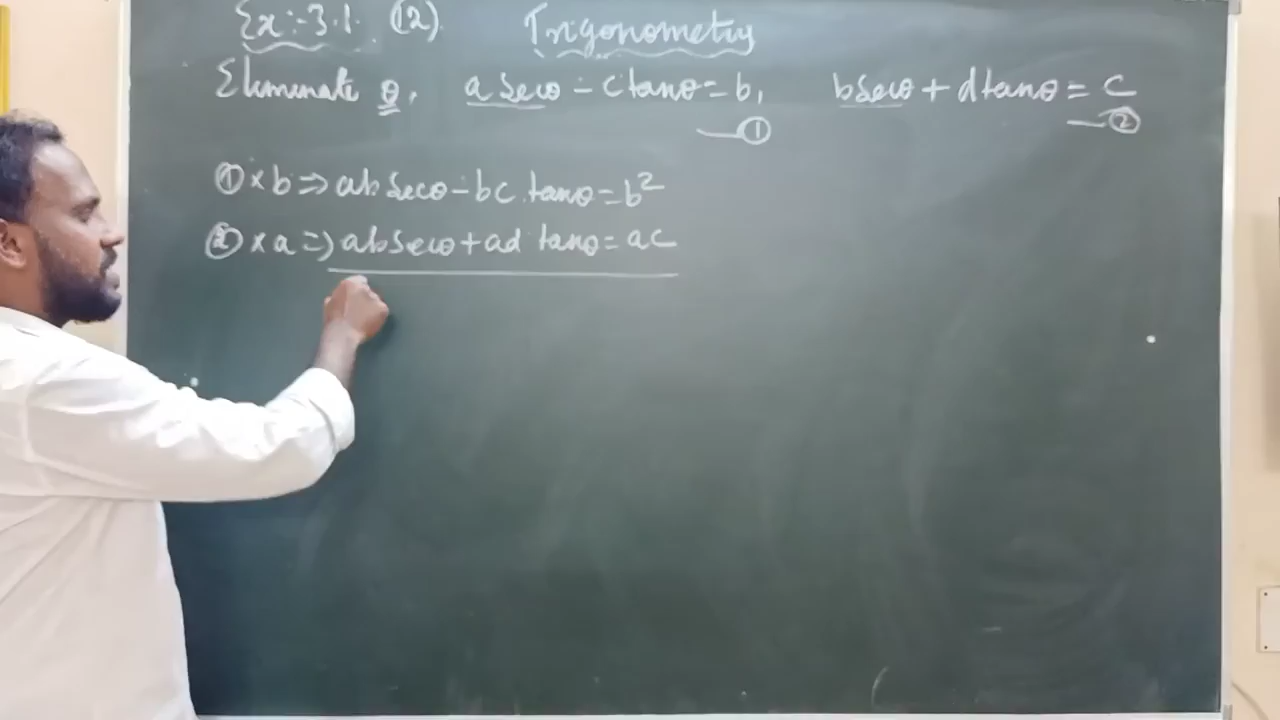 Ex:-3.1. (12). Trigonometry
Eliminate θ, a secθ - c tanθ = b, b secθ + d tanθ = c
— ① — ②
① × b ⇒ ab secθ - bc. tanθ = b²
② × a ⇒ ab secθ + ad tanθ = ac